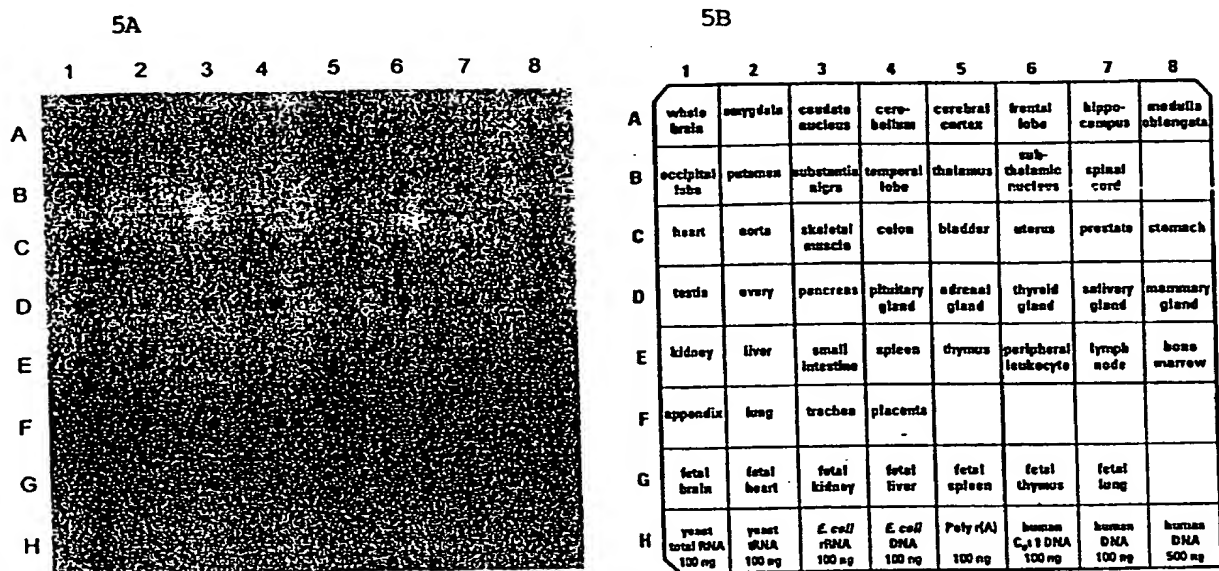 5A
1 2 3 4 5 6 7 8
A
B
C
D
E
F
G
H
5B
1 2 3 4 5 6 7 8
A whole brain amygdala caudate nucleus cere-bellum cerebral cortex frontal lobe hippo-campus medulla oblongata
B occipital lobe putamen substantia nigra temporal lobe thalamus sub-thalamic nucleus spinal cord
C heart aorta skeletal muscle colon bladder uterus prostate stomach
D testis ovary pancreas pituitary gland adrenal gland thyroid gland salivary gland mammary gland
E kidney liver small intestine spleen thymus peripheral leukocyte lymph node bone marrow
F appendix lung trachea placenta
G fetal brain fetal heart fetal kidney fetal liver fetal spleen fetal thymus fetal lung
H yeast total RNA 100 ng yeast tRNA 100 ng E. coli rRNA 100 ng E. coli DNA 100 ng Poly r(A) 100 ng human C₀t 1 DNA 100 ng human DNA 100 ng human DNA 500 ng